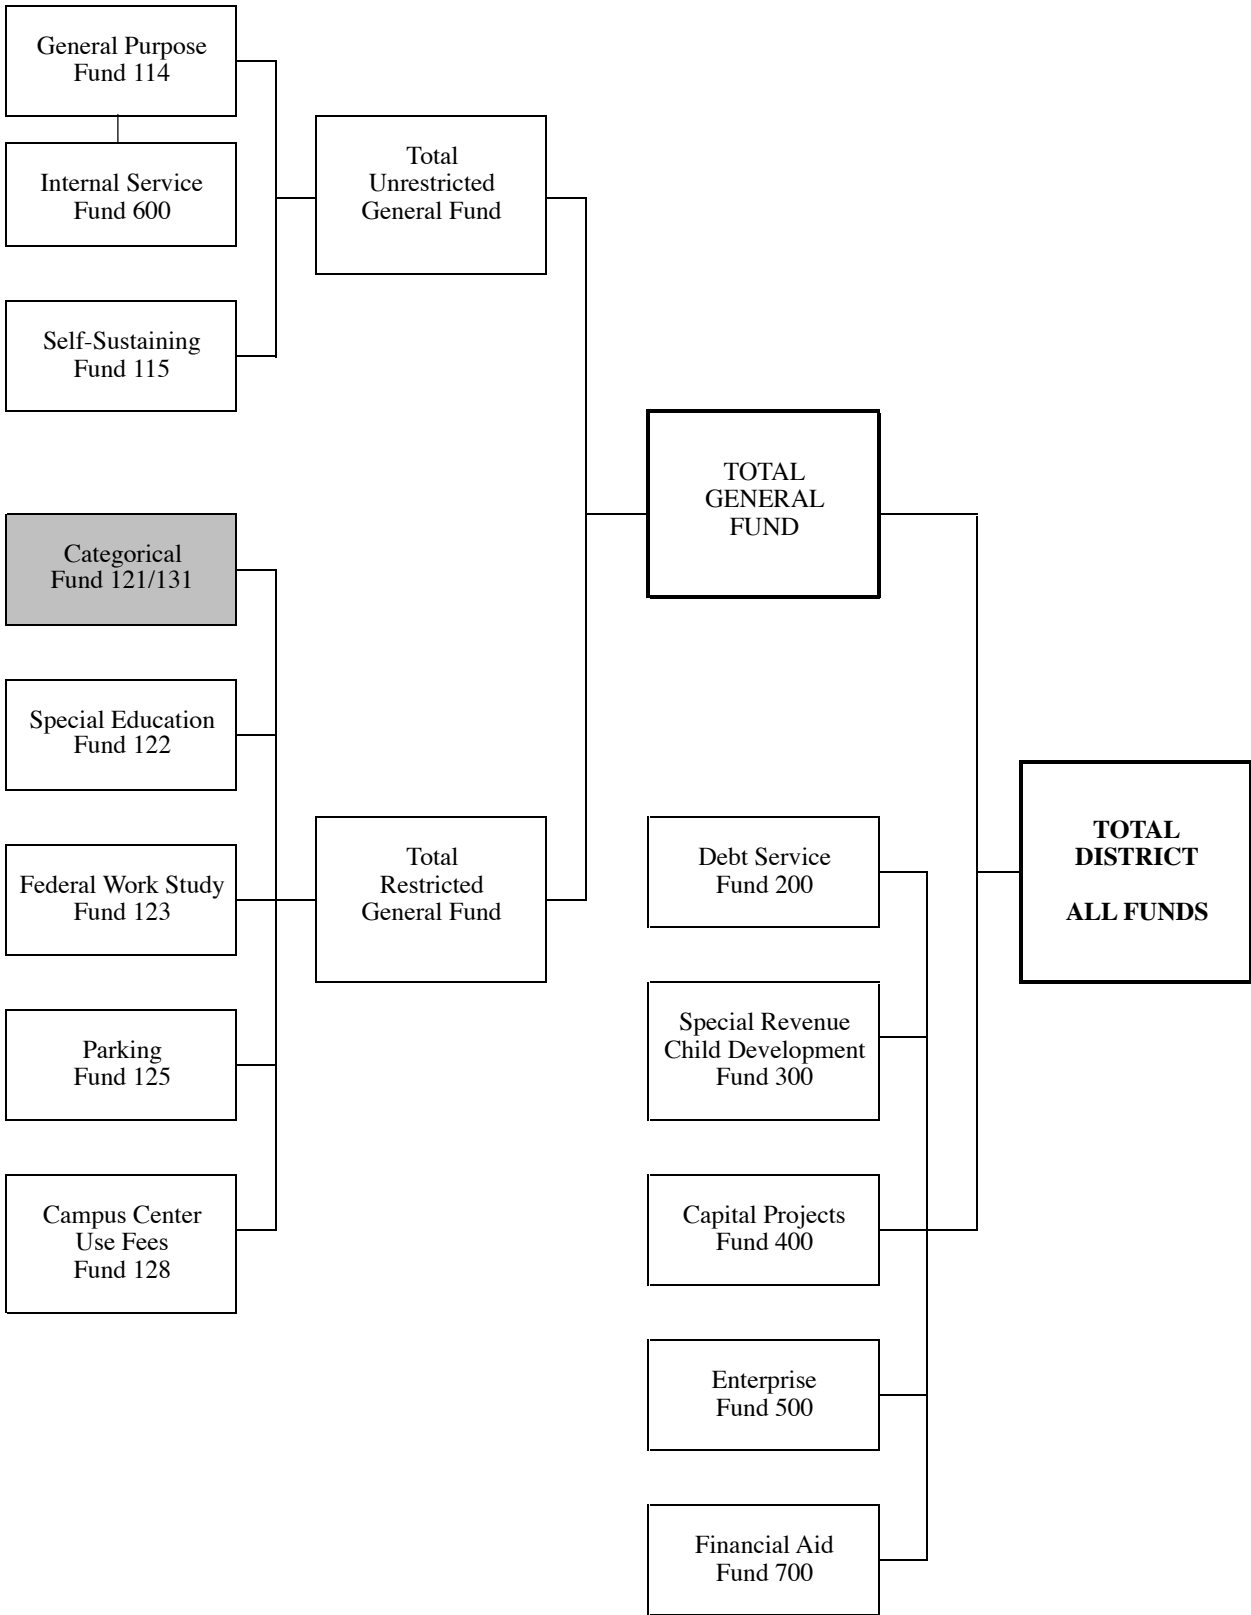 General Purpose
Fund 114
Internal Service
Fund 600
Self-Sustaining
Fund 115
Total
Unrestricted
General Fund
Categorical
Fund 121/131
Special Education
Fund 122
Federal Work Study
Fund 123
Parking
Fund 125
Campus Center
Use Fees
Fund 128
Total
Restricted
General Fund
TOTAL
GENERAL
FUND
Debt Service
Fund 200
Special Revenue
Child Development
Fund 300
Capital Projects
Fund 400
Enterprise
Fund 500
Financial Aid
Fund 700
TOTAL
DISTRICT
ALL FUNDS